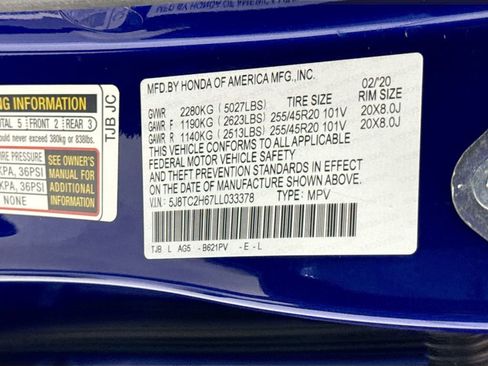 MFD.BY HONDA OF AMERICA MFG.,INC.
02/20
GVWR 2280KG (5027LBS) TIRE SIZE RIM SIZE
GAWR F 1190KG (2623LBS) 255/45R20 101V 20X8.0J
GAWR R 1140KG (2513LBS) 255/45R20 101V 20X8.0J
THIS VEHICLE CONFORMS TO ALL APPLICABLE
FEDERAL MOTOR VEHICLE SAFETY
AND THEFT PREVENTION STANDARDS IN EFFECT ON
THE DATE OF MANUFACTURE SHOWN ABOVE.
V.I.N: 5J8TC2H67LL033378 TYPE: MPV
TJB L AG5 - B621PV - E - L
NG INFORMATION
TOTAL 5 FRONT 2 REAR 3
ould never exceed 380kg or 838lbs.
RE PRESSURE
KPA, 36PSI
KPA, 36PSI
NONE
SEE OWNER'S
MANUAL FOR
ADDITIONAL
INFORMATION
TJB JC